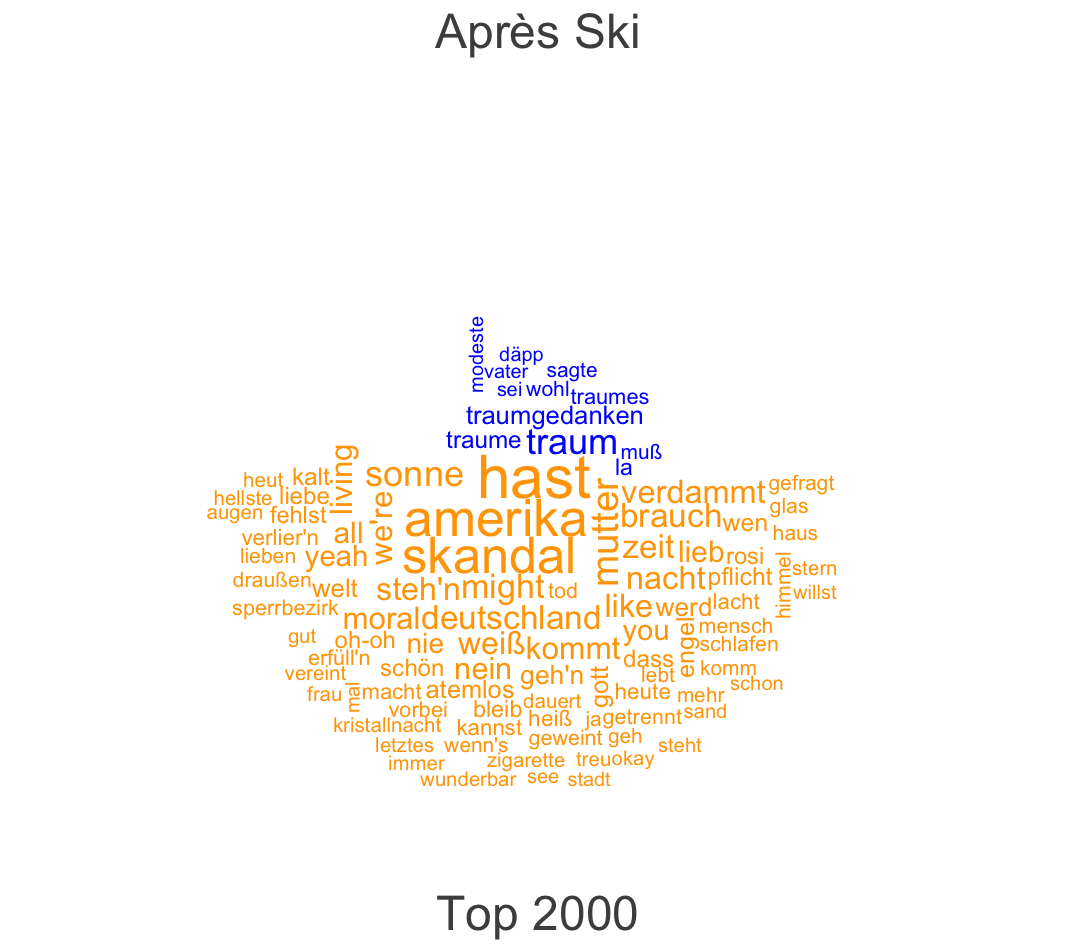 Après Ski
modeste
däpp
vater
sagte
sei
wohl
traumes
traumgedanken
traume
traum
muß
la
hast
sonne
living
kalt
heut
hellste
liebe
augen
fehlst
we're
amerika
mutter
verdammt
gefragt
glas
brauch
wen
haus
verlier'n
all
lieben
yeah
skandal
zeit
lieb
rosi
draußen
welt
steh'n
might
tod
nacht
pflicht
himmel
stern
willst
sperrbezirk
moral
deutschland
like
werd
lacht
gut
oh-oh
nie
weiß
kommt
you
engel
mensch
schlafen
erfüll'n
vereint
schön
nein
geh'n
gott
dass
lebt
komm
schon
frau
mal
macht
atemlos
dauert
heute
mehr
vorbei
bleib
heiß
ja
getrennt
sand
kristallnacht
kannst
geweint
geh
letztes
wenn's
steht
immer
zigarette
treu
okay
wunderbar
see
stadt
Top 2000